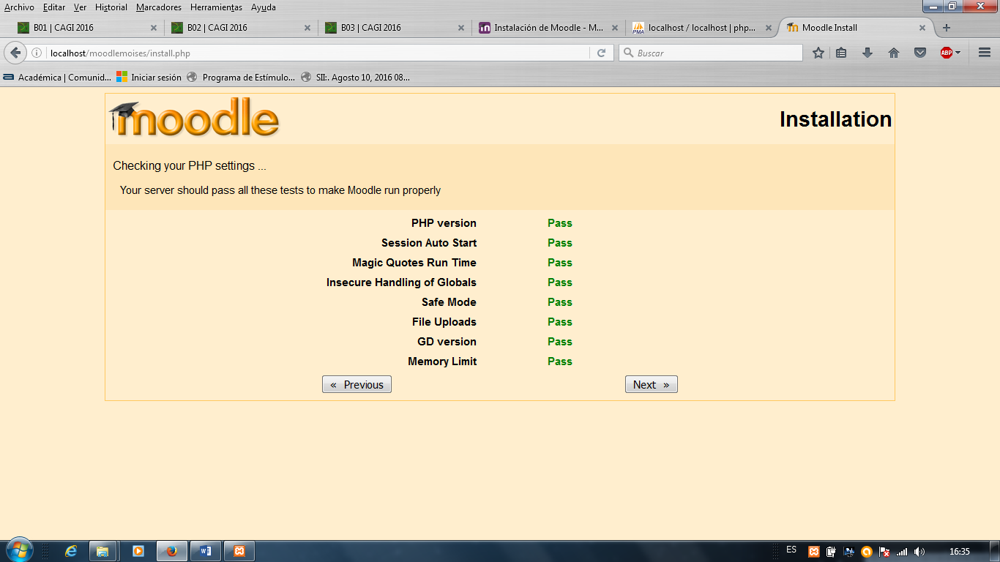 Archivo Editar Ver Historial Marcadores Herramientas Ayuda
B01 | CAGI 2016 B02 | CAGI 2016 B03 | CAGI 2016 Instalación de Moodle - M... localhost / localhost | php... Moodle Install
localhost/moodlemoises/install.php Buscar ABP
Académica | Comunid... Iniciar sesión Programa de Estímulo... SII:. Agosto 10, 2016 08...
moodle Installation
Checking your PHP settings ...
Your server should pass all these tests to make Moodle run properly
PHP version Pass
Session Auto Start Pass
Magic Quotes Run Time Pass
Insecure Handling of Globals Pass
Safe Mode Pass
File Uploads Pass
GD version Pass
Memory Limit Pass
« Previous Next »
ES 16:35